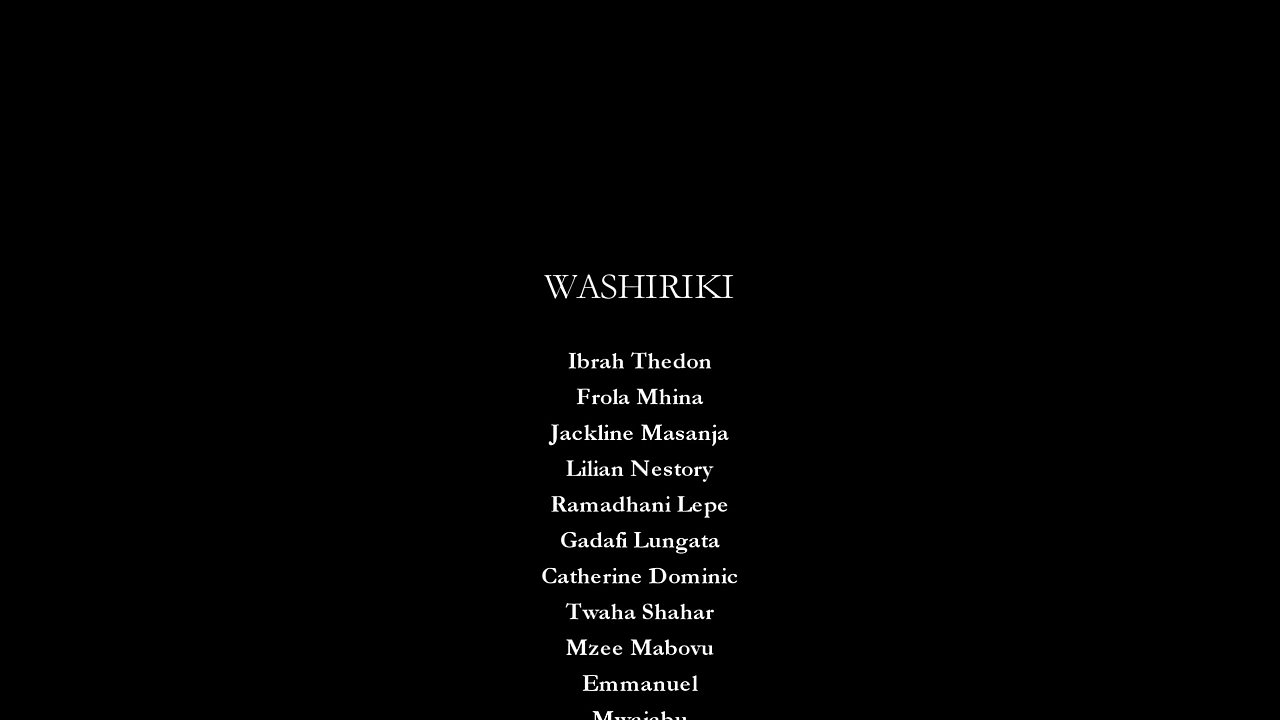 WASHIRIKI
Ibrah Thedon
Frola Mhina
Jackline Masanja
Lilian Nestory
Ramadhani Lepe
Gadafi Lungata
Catherine Dominic
Twaha Shahar
Mzee Mabovu
Emmanuel
Mwajabu